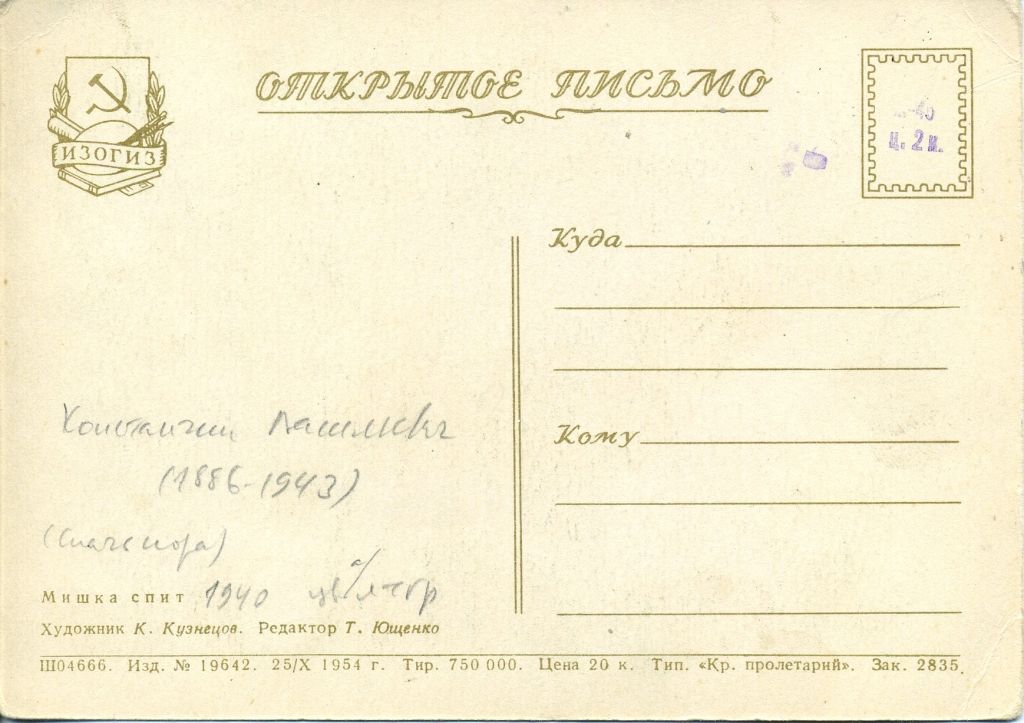 ОТКРЫТОЕ ПИСЬМО
ИЗОГИЗ
ц. 2 к.
Куда
Кому
Константин
(1886-1943)
Мишка спит 1940
Художник К. Кузнецов. Редактор Т. Ющенко
Ш04666. Изд. № 19642. 25/X 1954 г. Тир. 750 000. Цена 20 к. Тип. «Кр. пролетарий». Зак. 2835.